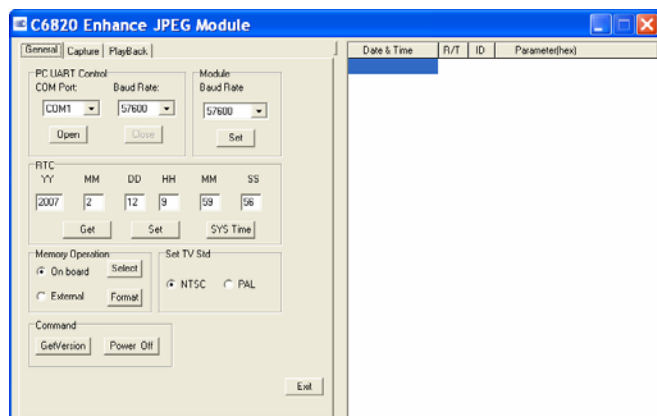 C6820 Enhance JPEG Module
General Capture PlayBack
PC UART Control
COM Port: Baud Rate:
COM1 57600
Open Close
Module
Baud Rate
57600
Set
RTC
YY MM DD HH MM SS
2007 2 12 9 59 56
Get Set SYS Time
Memory Operation
On board Select
External Format
Set TV Std
NTSC PAL
Command
GetVersion Power Off
Exit
Date & Time R/T ID Parameter(hex)